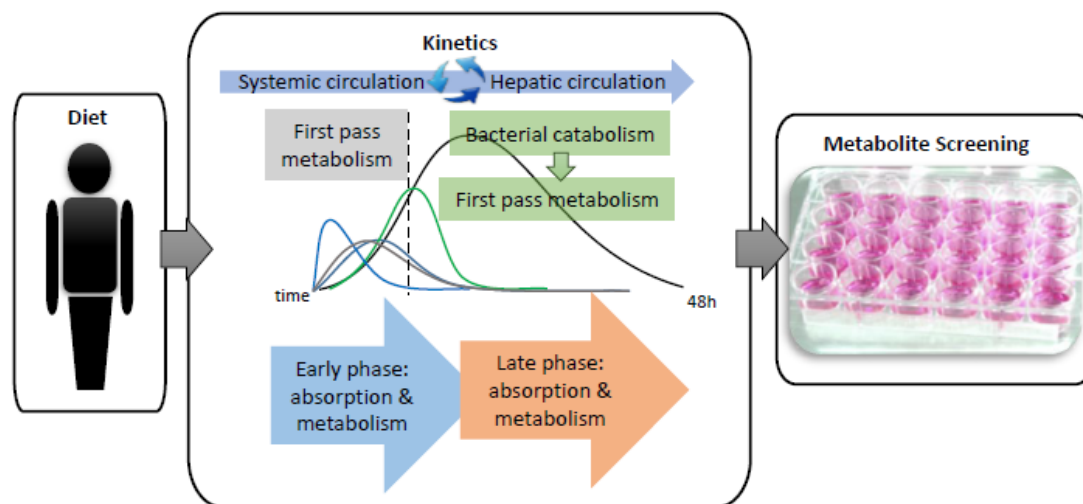 Kinetics
Systemic circulation
Hepatic circulation
Diet
First pass
metabolism
Bacterial catabolism
First pass metabolism
Metabolite Screening
time
48h
Early phase:
absorption &
metabolism
Late phase:
absorption &
metabolism